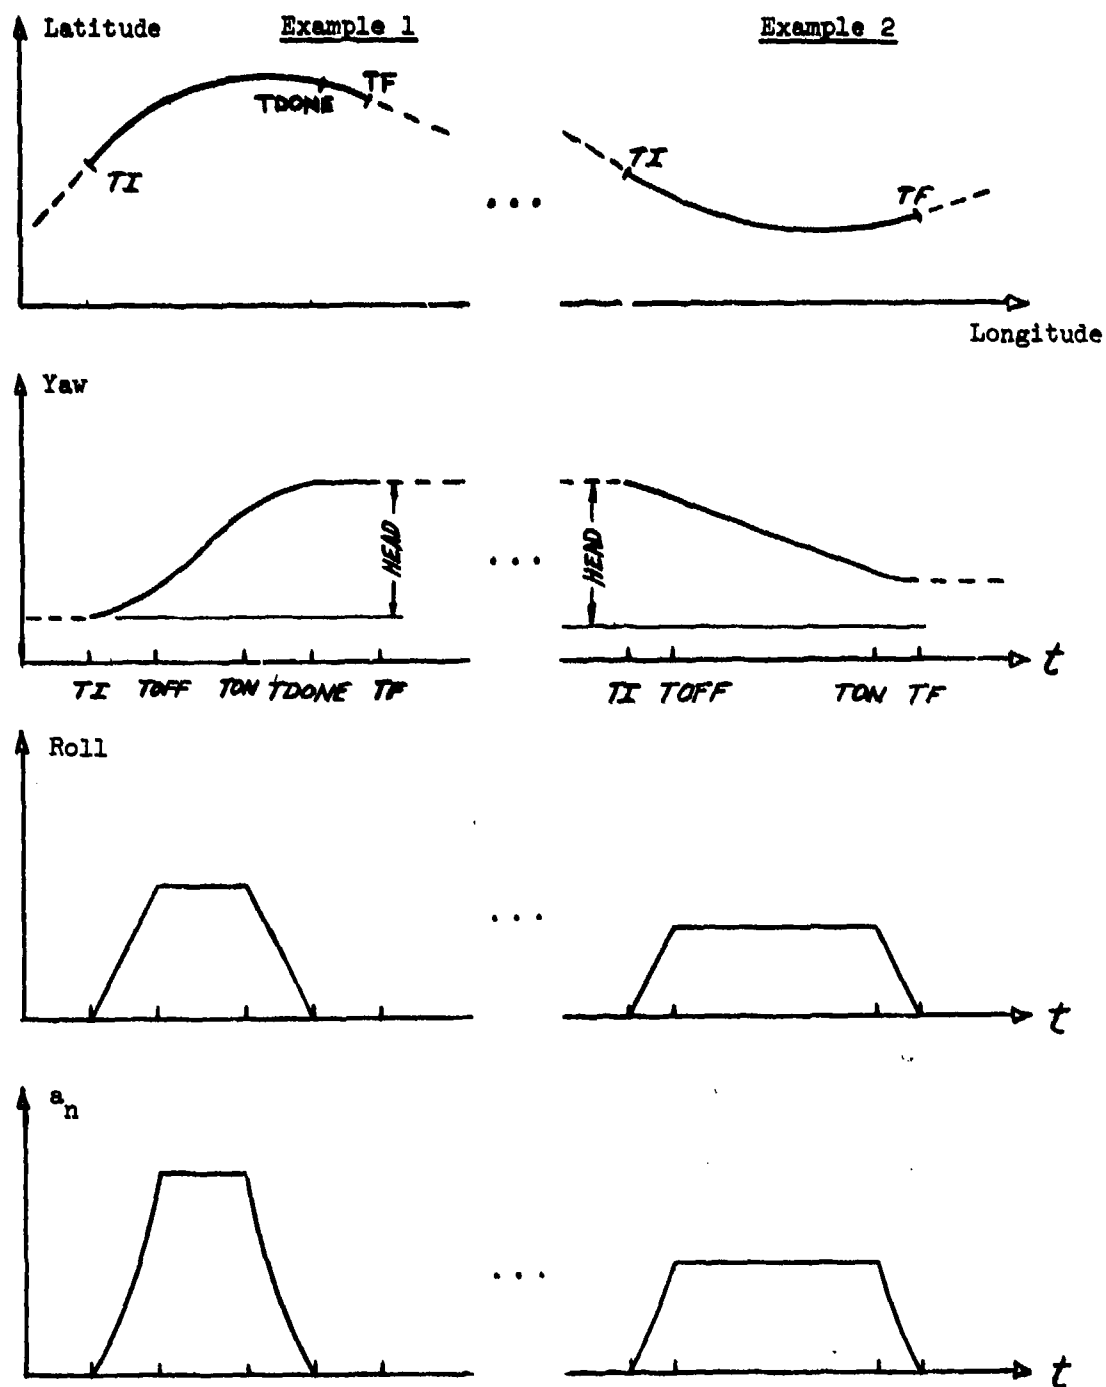 Latitude Example 1 Example 2
TDONE TF
TI
TI
TF
...
Longitude
Yaw
HEAD
...
HEAD
t
TI TOFF TON TDONE TF TI TOFF TON TF
Roll
...
t
a_n
...
t